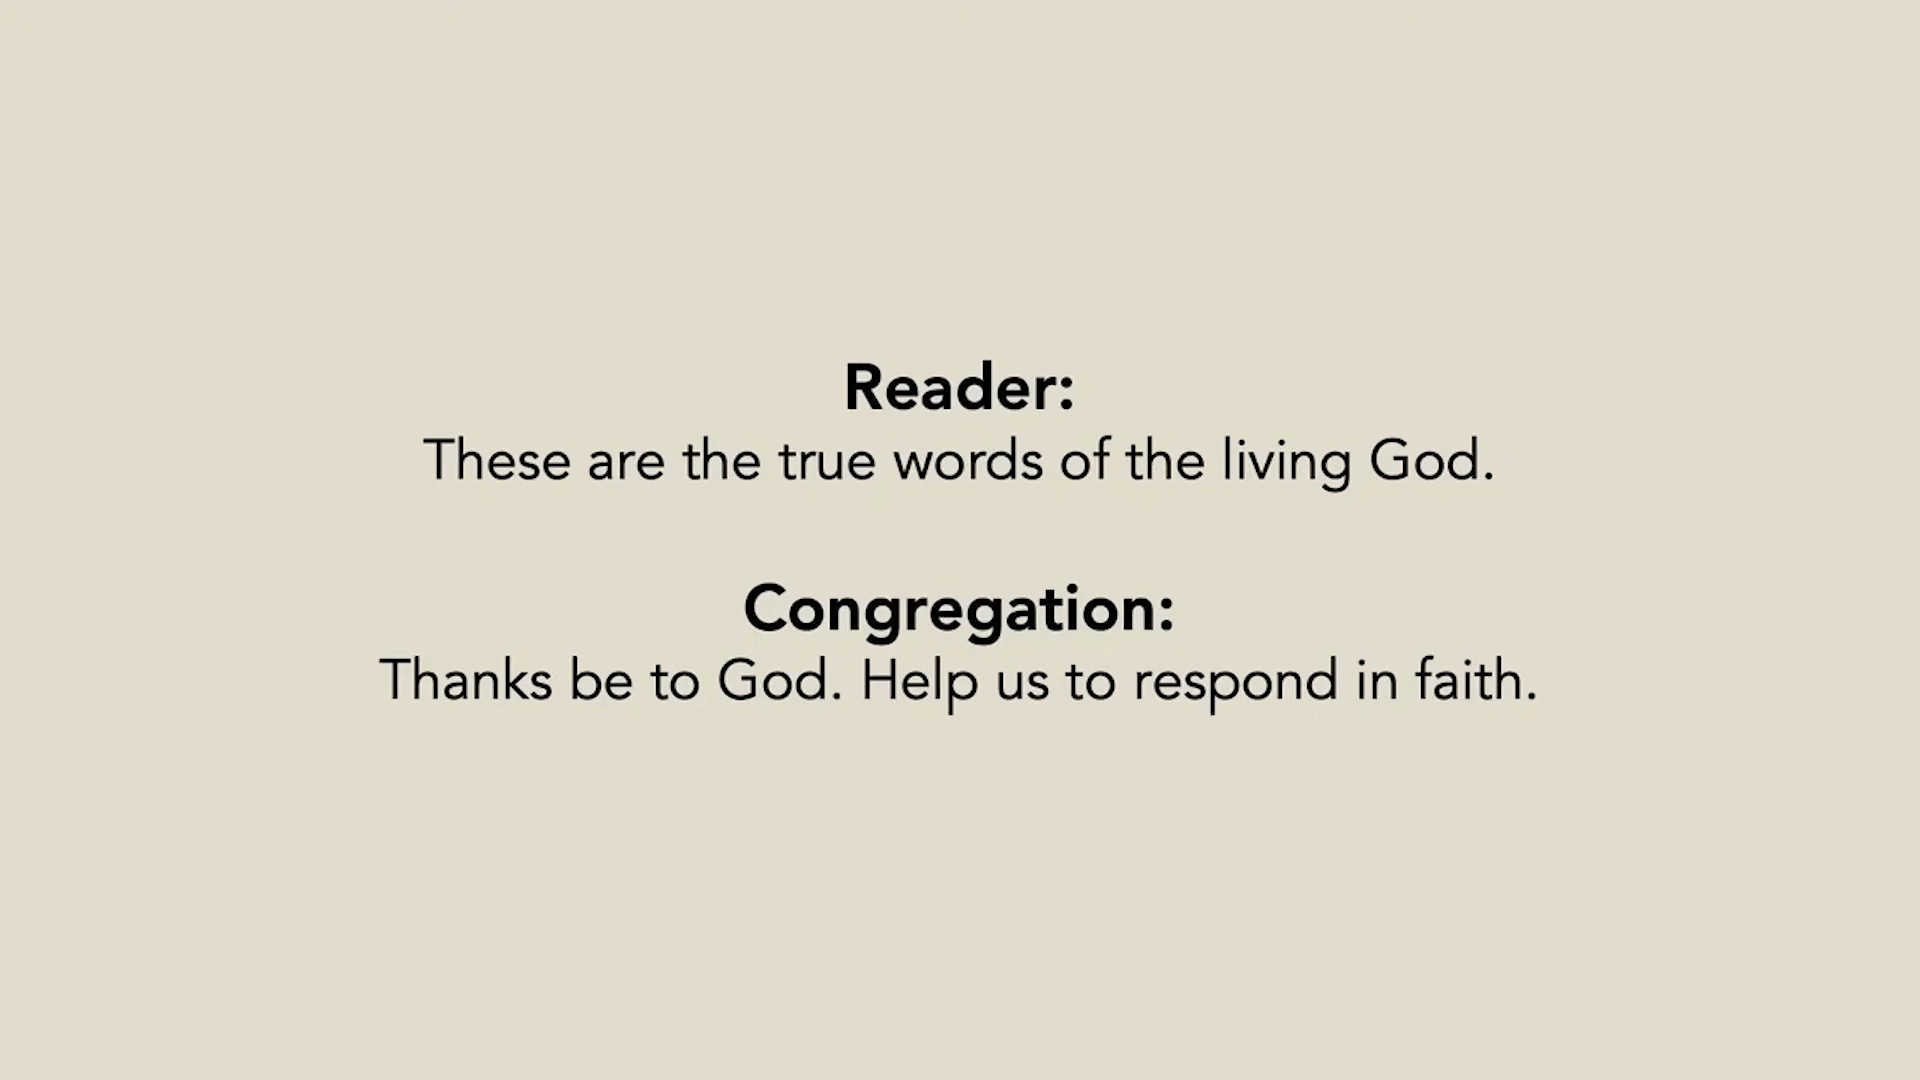 Reader:
These are the true words of the living God.
Congregation:
Thanks be to God. Help us to respond in faith.